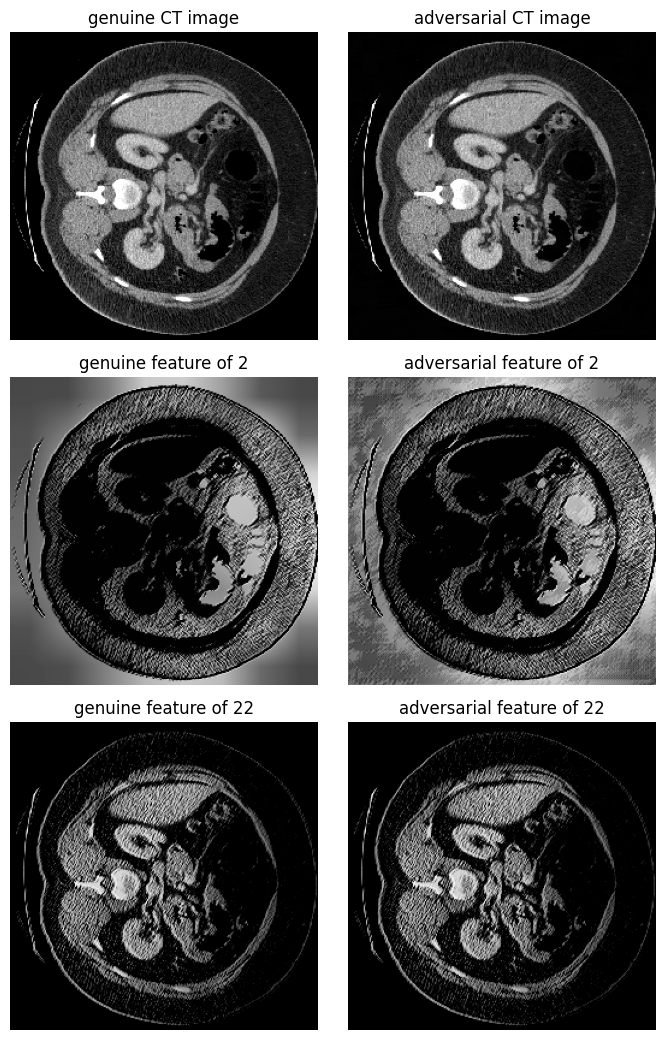 genuine CT image
adversarial CT image
genuine feature of 2
adversarial feature of 2
genuine feature of 22
adversarial feature of 22